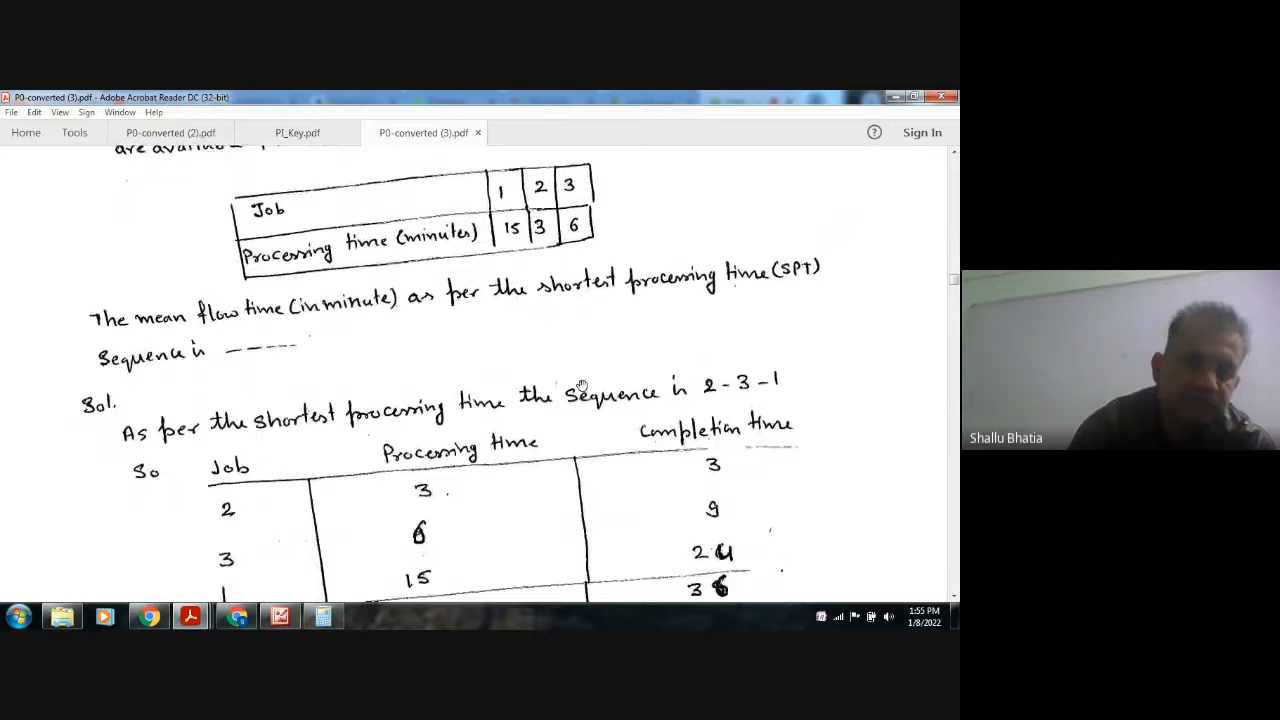 P0-converted (3).pdf - Adobe Acrobat Reader DC (32-bit)
File Edit View Sign Window Help
Home Tools P0-converted (2).pdf PI_Key.pdf P0-converted (3).pdf × ? Sign In
are
Job 1 2 3
Processing time (minutes) 15 3 6
The mean flow time (in minute) as per the shortest processing time (SPT)
Sequence is -----
Sol.
As per the shortest processing time the sequence is 2 - 3 - 1
So Job Processing time Completion time
2 3 3
3 6 9
1 15 24
36
Shallu Bhatia
1:55 PM
1/8/2022